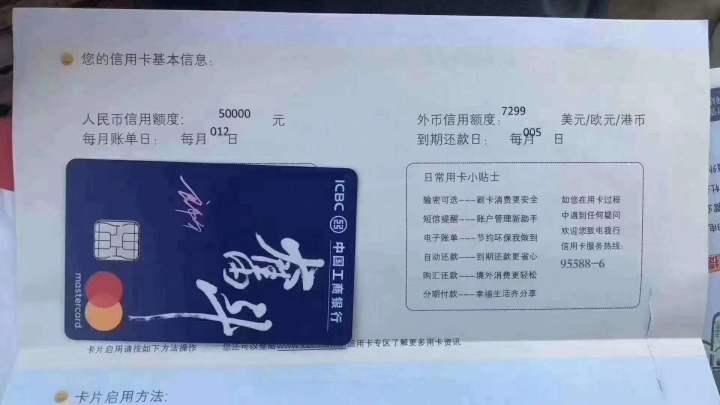 您的信用卡基本信息:
人民币信用额度: 50000 元
每月账单日: 每月 012 日
外币信用额度: 7299 美元/欧元/港币
到期还款日: 每月 005 日
ICBC 中国工商银行
奋斗
mastercard
日常用卡小贴士
输密可选---刷卡消费更安全
短信提醒---账户管理新助手
电子账单---节约环保我做到
自动还款---到期还款更省心
购汇还款---境外消费更轻松
分期付款---幸福生活齐分享
如您在用卡过程
中遇到任何疑问
欢迎您致电我行
信用卡服务热线:
95588-6
卡片启用请按如下方法操作
您还可以登陆 信用卡专区了解更多用卡资讯
卡片启用方法: